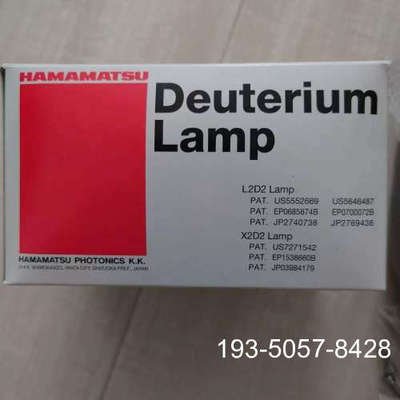 HAMAMATSU
Deuterium
Lamp
L2D2 Lamp
PAT. US5552669 US5646487
PAT. EP0685874B EP0700072B
PAT. JP2740738 JP2769436
X2D2 Lamp
PAT. US7271542
PAT. EP1538660B
PAT. JP03984179
HAMAMATSU PHOTONICS K.K.
193-5057-8428